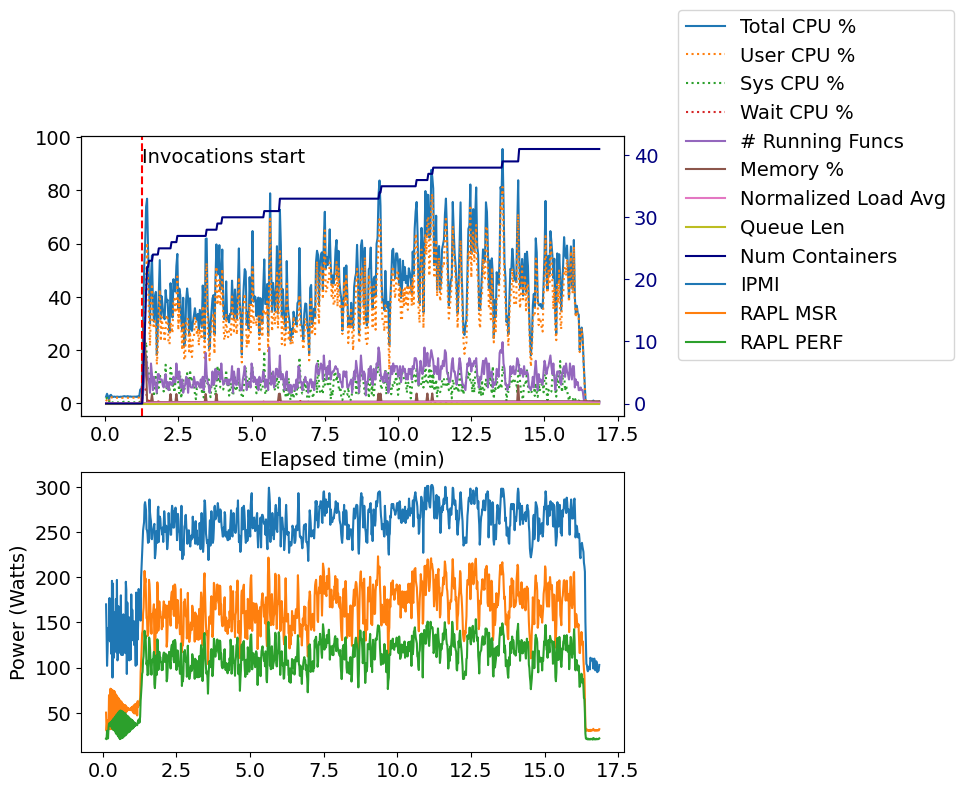 Total CPU %
User CPU %
Sys CPU %
Wait CPU %
# Running Funcs
Memory %
Normalized Load Avg
Queue Len
Num Containers
IPMI
RAPL MSR
RAPL PERF
100
80
60
40
20
0
Invocations start
40
30
20
10
0
0.0 2.5 5.0 7.5 10.0 12.5 15.0 17.5
Elapsed time (min)
300
250
200
150
100
50
Power (Watts)
0.0 2.5 5.0 7.5 10.0 12.5 15.0 17.5